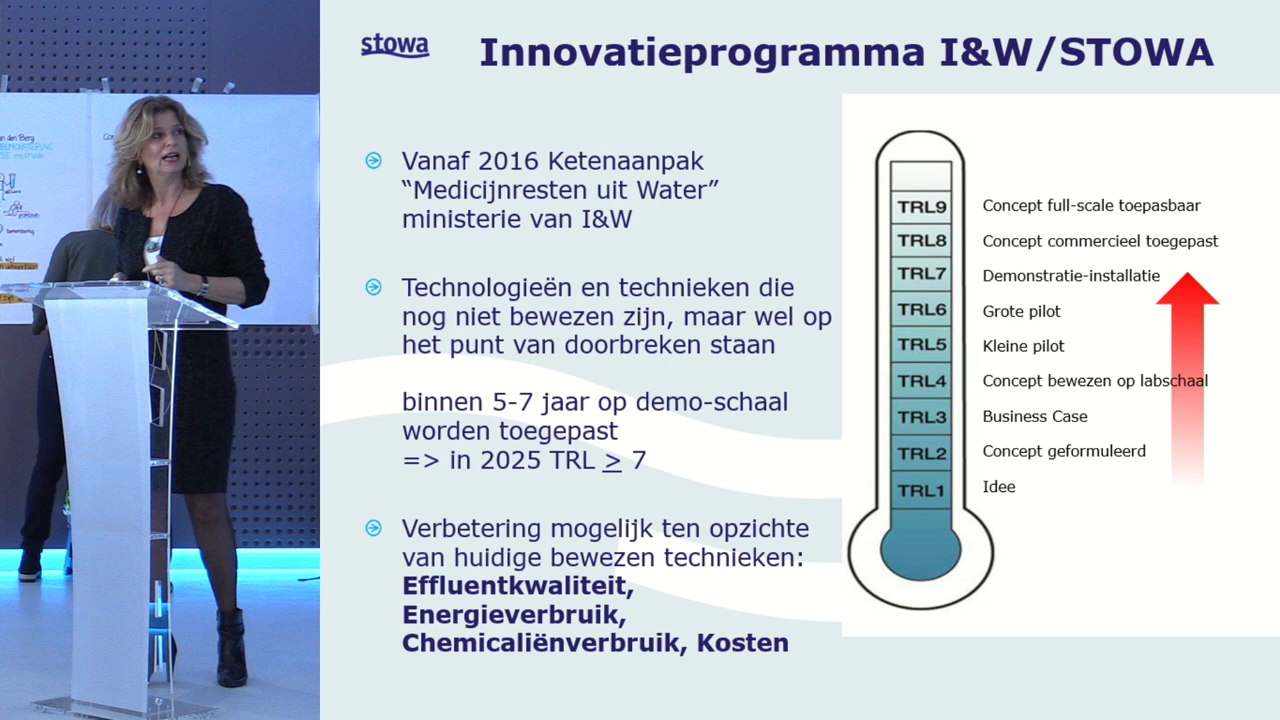 stowa
Innovatieprogramma I&W/STOWA
Vanaf 2016 Ketenaanpak
“Medicijnresten uit Water”
ministerie van I&W
Technologieën en technieken die
nog niet bewezen zijn, maar wel op
het punt van doorbreken staan
binnen 5-7 jaar op demo-schaal
worden toegepast
=> in 2025 TRL > 7
Verbetering mogelijk ten opzichte
van huidige bewezen technieken:
Effluentkwaliteit,
Energieverbruik,
Chemicaliënverbruik, Kosten
TRL9 Concept full-scale toepasbaar
TRL8 Concept commercieel toegepast
TRL7 Demonstratie-installatie
TRL6 Grote pilot
TRL5 Kleine pilot
TRL4 Concept bewezen op labschaal
TRL3 Business Case
TRL2 Concept geformuleerd
TRL1 Idee
den Berg
methode